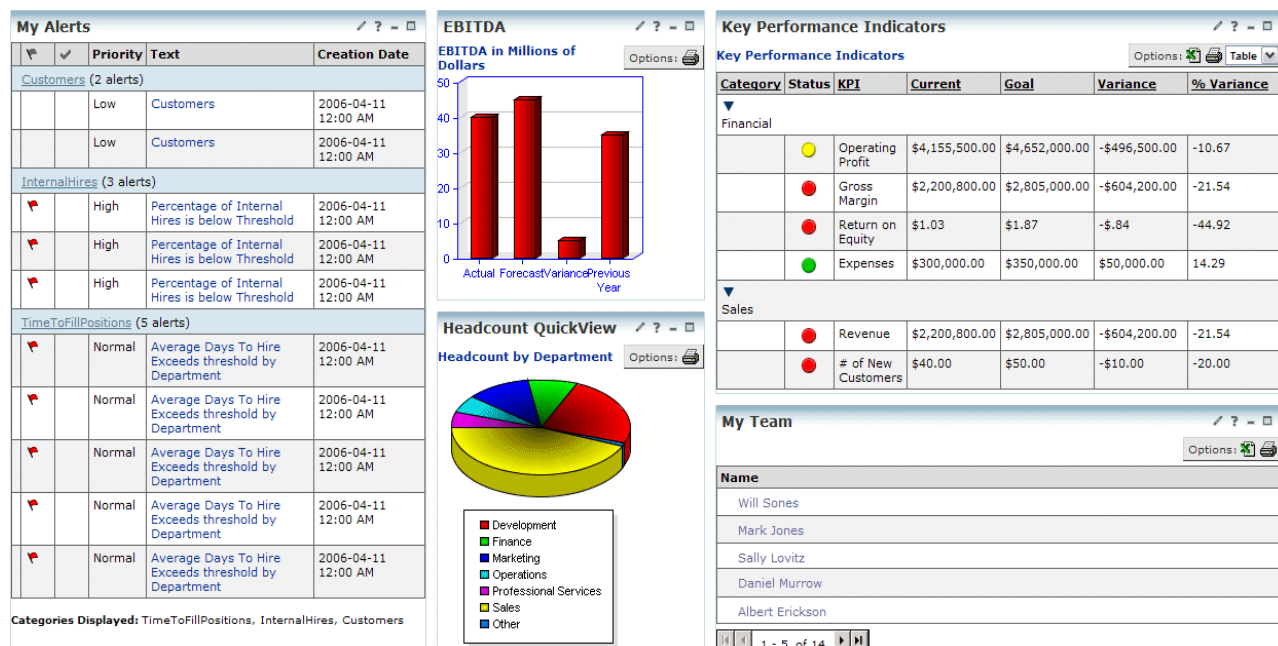 My Alerts
? 
Priority Text Creation Date
Customers (2 alerts)
Low Customers 2006-04-11
12:00 AM
Low Customers 2006-04-11
12:00 AM
InternalHires (3 alerts)
High Percentage of Internal 2006-04-11
Hires is below Threshold 12:00 AM
High Percentage of Internal 2006-04-11
Hires is below Threshold 12:00 AM
High Percentage of Internal 2006-04-11
Hires is below Threshold 12:00 AM
TimeToFillPositions (5 alerts)
Normal Average Days To Hire 2006-04-11
Exceeds threshold by 12:00 AM
Department
Normal Average Days To Hire 2006-04-11
Exceeds threshold by 12:00 AM
Department
Normal Average Days To Hire 2006-04-11
Exceeds threshold by 12:00 AM
Department
Normal Average Days To Hire 2006-04-11
Exceeds threshold by 12:00 AM
Department
Normal Average Days To Hire 2006-04-11
Exceeds threshold by 12:00 AM
Department
Categories Displayed: TimeToFillPositions, InternalHires, Customers
EBITDA
?
EBITDA in Millions of
Dollars
Options:
50
40
30
20
10
0
Actual Forecast Variance Previous
Year
Headcount QuickView
?
Headcount by Department
Options:
Development
Finance
Marketing
Operations
Professional Services
Sales
Other
Key Performance Indicators
?
Key Performance Indicators
Options: Table
Category Status KPI Current Goal Variance % Variance
Financial
Operating $4,155,500.00 $4,652,000.00 -$496,500.00 -10.67
Profit
Gross $2,200,800.00 $2,805,000.00 -$604,200.00 -21.54
Margin
Return on $1.03 $1.87 -$.84 -44.92
Equity
Expenses $300,000.00 $350,000.00 $50,000.00 14.29
Sales
Revenue $2,200,800.00 $2,805,000.00 -$604,200.00 -21.54
# of New $40.00 $50.00 -$10.00 -20.00
Customers
My Team
?
Options:
Name
Will Sones
Mark Jones
Sally Lovitz
Daniel Murrow
Albert Erickson
1 - 5 of 14